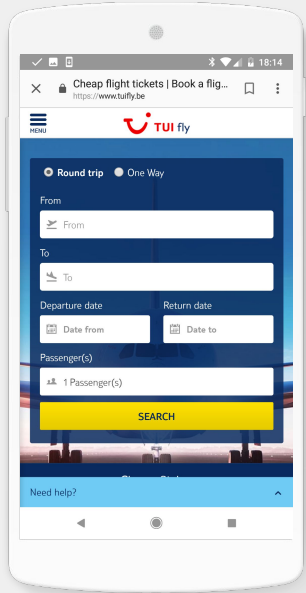 18:14
Cheap flight tickets | Book a flig...
https://www.tuifly.be
MENU
TUI fly
Round trip
One Way
From
From
To
To
Departure date
Return date
Date from
Date to
Passenger(s)
1 Passenger(s)
SEARCH
Need help?